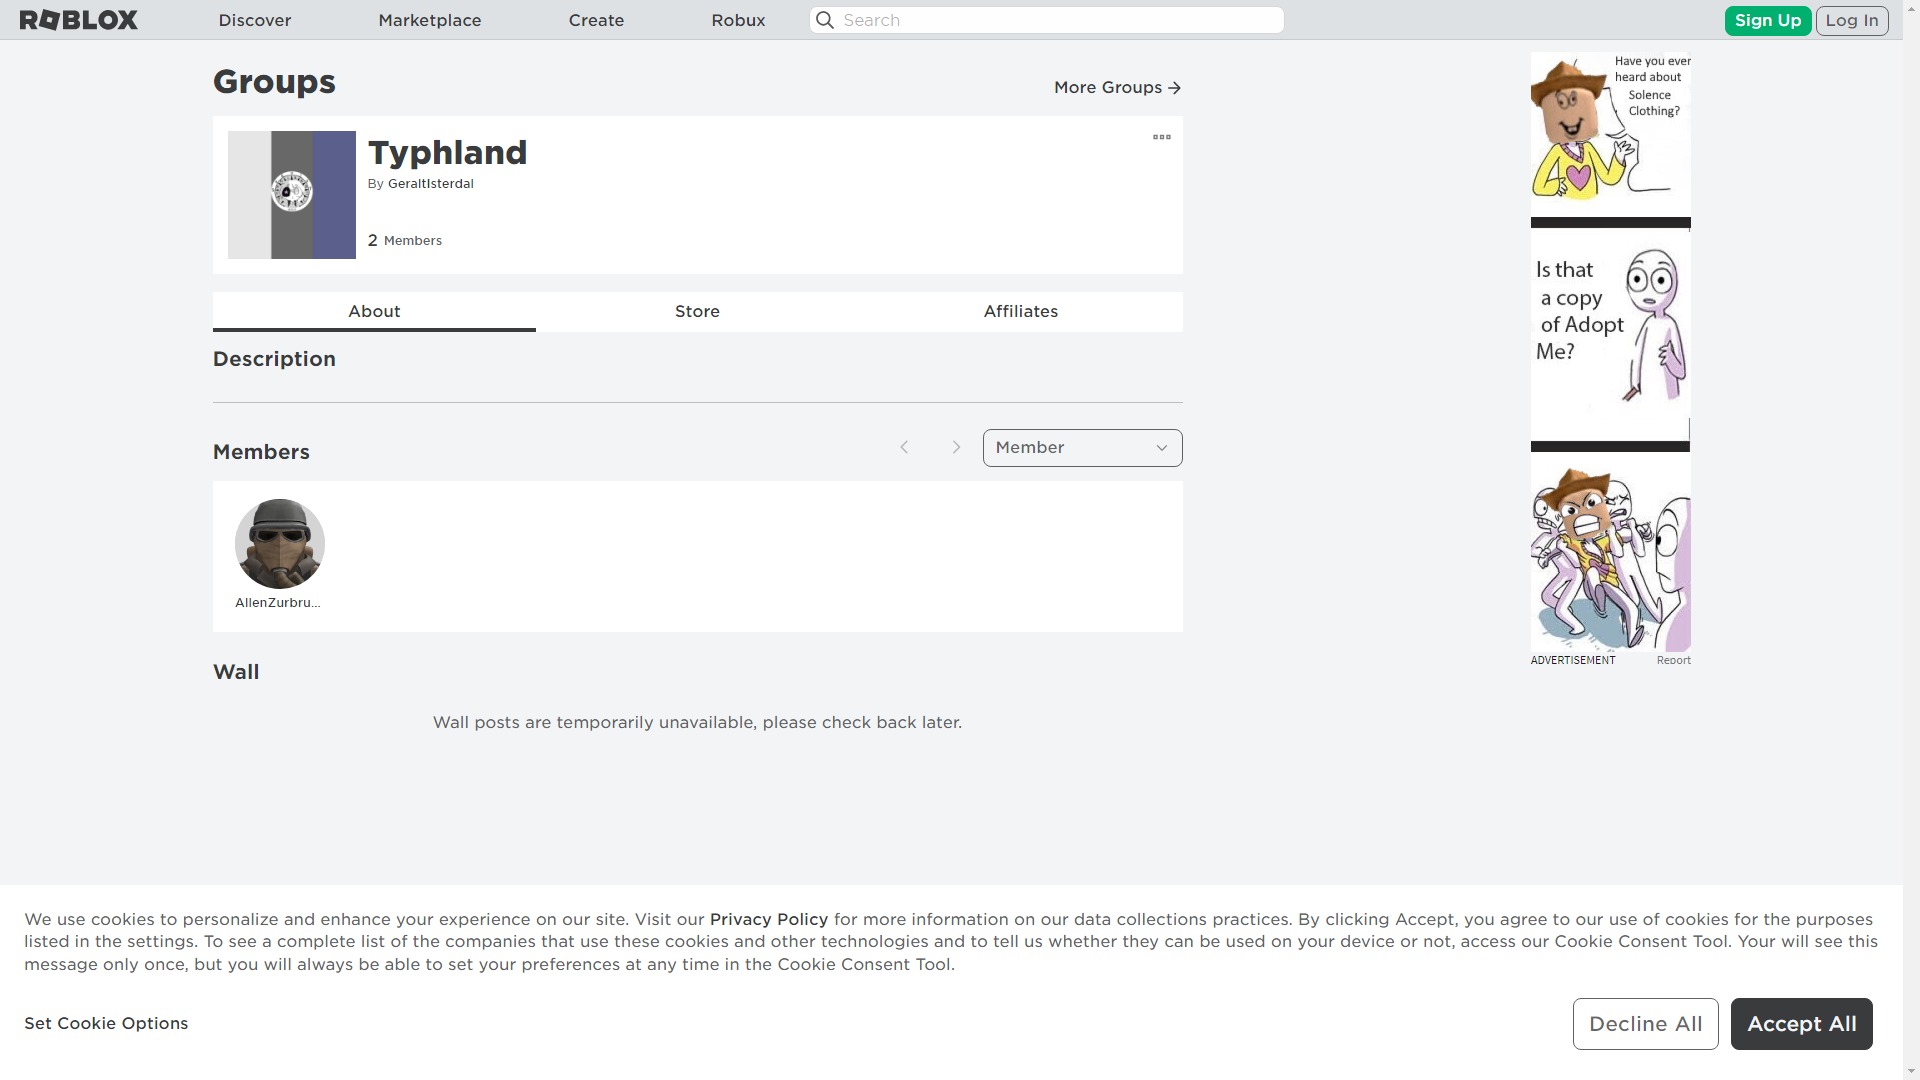 ROBLOX
Discover
Marketplace
Create
Robux
Search
Sign Up
Log In
Groups
More Groups
Typhland
By GeraltIsterdal
2 Members
About
Store
Affiliates
Description
Members
Member
AllenZurbru...
Wall
Wall posts are temporarily unavailable, please check back later.
Have you ever
heard about
Solence
Clothing?
Is that
a copy
of Adopt
Me?
ADVERTISEMENT
Report
We use cookies to personalize and enhance your experience on our site. Visit our Privacy Policy for more information on our data collections practices. By clicking Accept, you agree to our use of cookies for the purposes
listed in the settings. To see a complete list of the companies that use these cookies and other technologies and to tell us whether they can be used on your device or not, access our Cookie Consent Tool. Your will see this
message only once, but you will always be able to set your preferences at any time in the Cookie Consent Tool.
Set Cookie Options
Decline All
Accept All